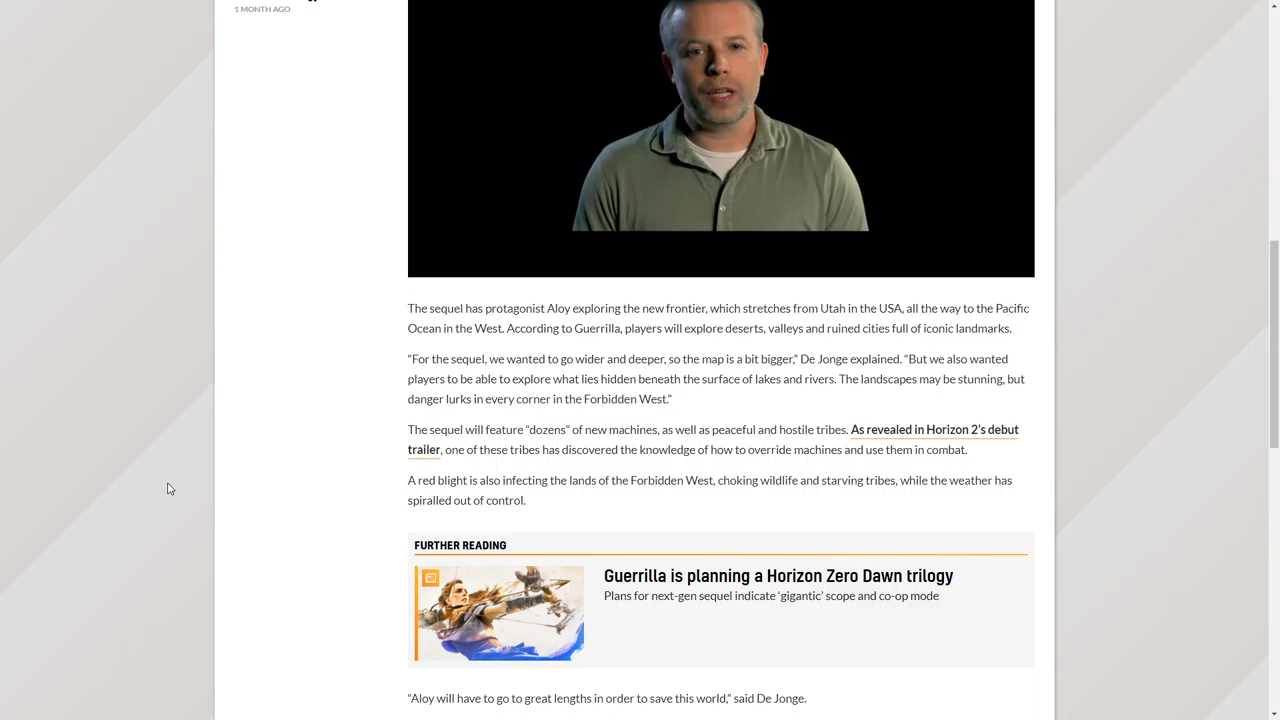 1 MONTH AGO
The sequel has protagonist Aloy exploring the new frontier, which stretches from Utah in the USA, all the way to the Pacific
Ocean in the West. According to Guerrilla, players will explore deserts, valleys and ruined cities full of iconic landmarks.
“For the sequel, we wanted to go wider and deeper, so the map is a bit bigger,” De Jonge explained. “But we also wanted
players to be able to explore what lies hidden beneath the surface of lakes and rivers. The landscapes may be stunning, but
danger lurks in every corner in the Forbidden West.”
The sequel will feature “dozens” of new machines, as well as peaceful and hostile tribes. As revealed in Horizon 2’s debut
trailer, one of these tribes has discovered the knowledge of how to override machines and use them in combat.
A red blight is also infecting the lands of the Forbidden West, choking wildlife and starving tribes, while the weather has
spiralled out of control.
FURTHER READING
Guerrilla is planning a Horizon Zero Dawn trilogy
Plans for next-gen sequel indicate ‘gigantic’ scope and co-op mode
“Aloy will have to go to great lengths in order to save this world,” said De Jonge.